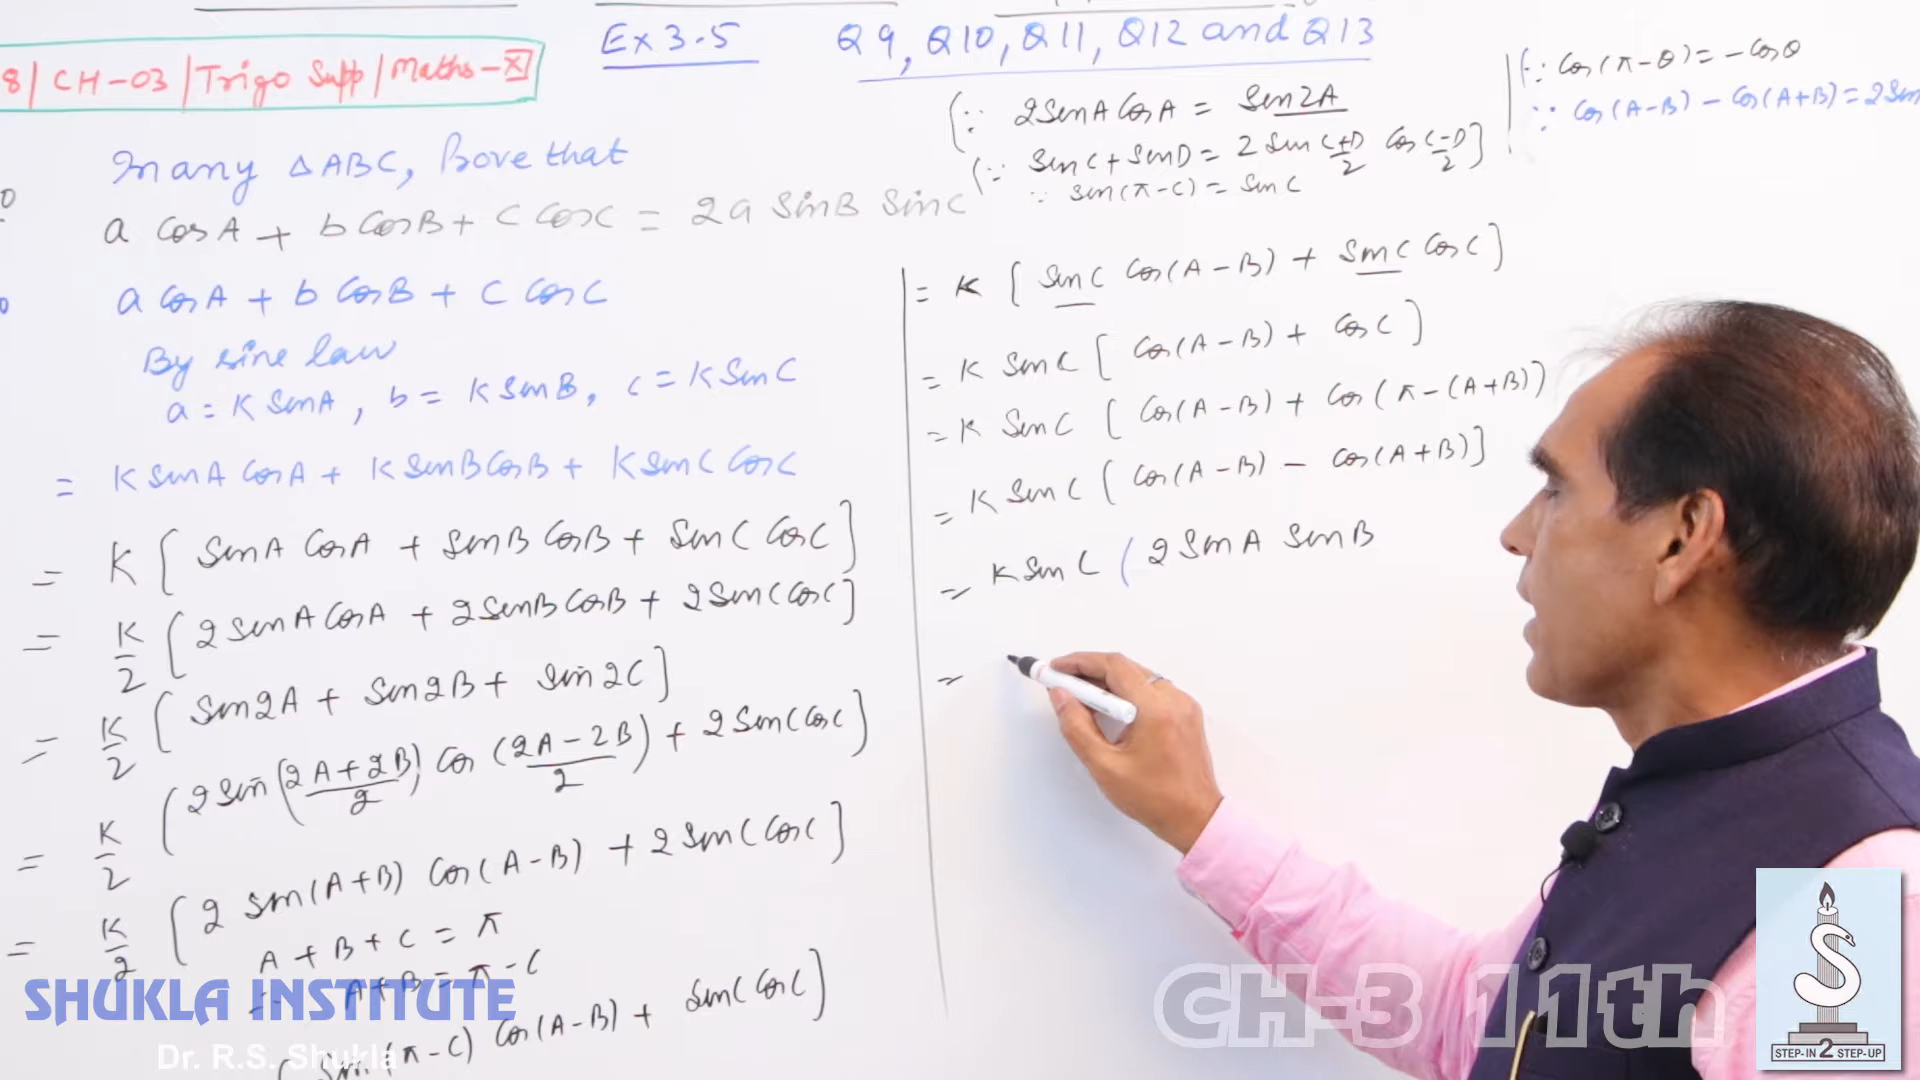 Ex 3.5 Q9, Q10, Q11, Q12 and Q13
8 | CH-03 | Trigo Supp | Maths-XI
(∵ 2SinA CosA = Sin2A
(∵ SinC + SinD = 2 Sin C+D/2 Cos C-D/2]
∵ Sin(π-C) = SinC
(∵ Cos(π-θ) = -Cosθ
∵ Cos(A-B) - Cos(A+B) = 2Sin
In any △ABC, Prove that
a CosA + b CosB + C CosC = 2a SinB SinC
a CosA + b CosB + C CosC
By sine law
a = K SinA, b = K SinB, c = K SinC
= K SinA CosA + K SinB CosB + K SinC CosC
= K [ SinA CosA + SinB CosB + SinC CosC ]
= K/2 [ 2 SinA CosA + 2 SinB CosB + 2 SinC CosC ]
= K/2 [ Sin2A + Sin2B + Sin2C ]
= K/2 [ 2 Sin (2A+2B/2) Cos (2A-2B/2) + 2 SinC CosC ]
= K/2 [ 2 Sin(A+B) Cos(A-B) + 2 SinC CosC ]
A + B + C = π
A+B = π-C
Sin(π-C) Cos(A-B) + SinC CosC ]
= K [ SinC Cos(A-B) + SinC CosC ]
= K SinC [ Cos(A-B) + CosC ]
= K SinC [ Cos(A-B) + Cos(π-(A+B)) ]
= K SinC ( Cos(A-B) - Cos(A+B) ]
= K SinC ( 2 SinA SinB
=
SHUKLA INSTITUTE
Dr. R.S. Shukla
CH-3 11th
S
STEP-IN 2 STEP-UP